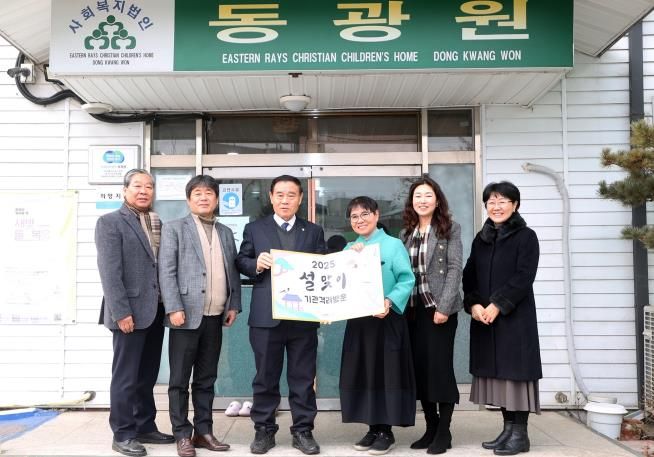 사회복지법인
EASTERN RAYS CHRISTIAN CHILDREN'S HOME
DONG KWANG WON
동광원
EASTERN RAYS CHRISTIAN CHILDREN'S HOME DONG KWANG WON
2025
설 맞이
기관격려방문